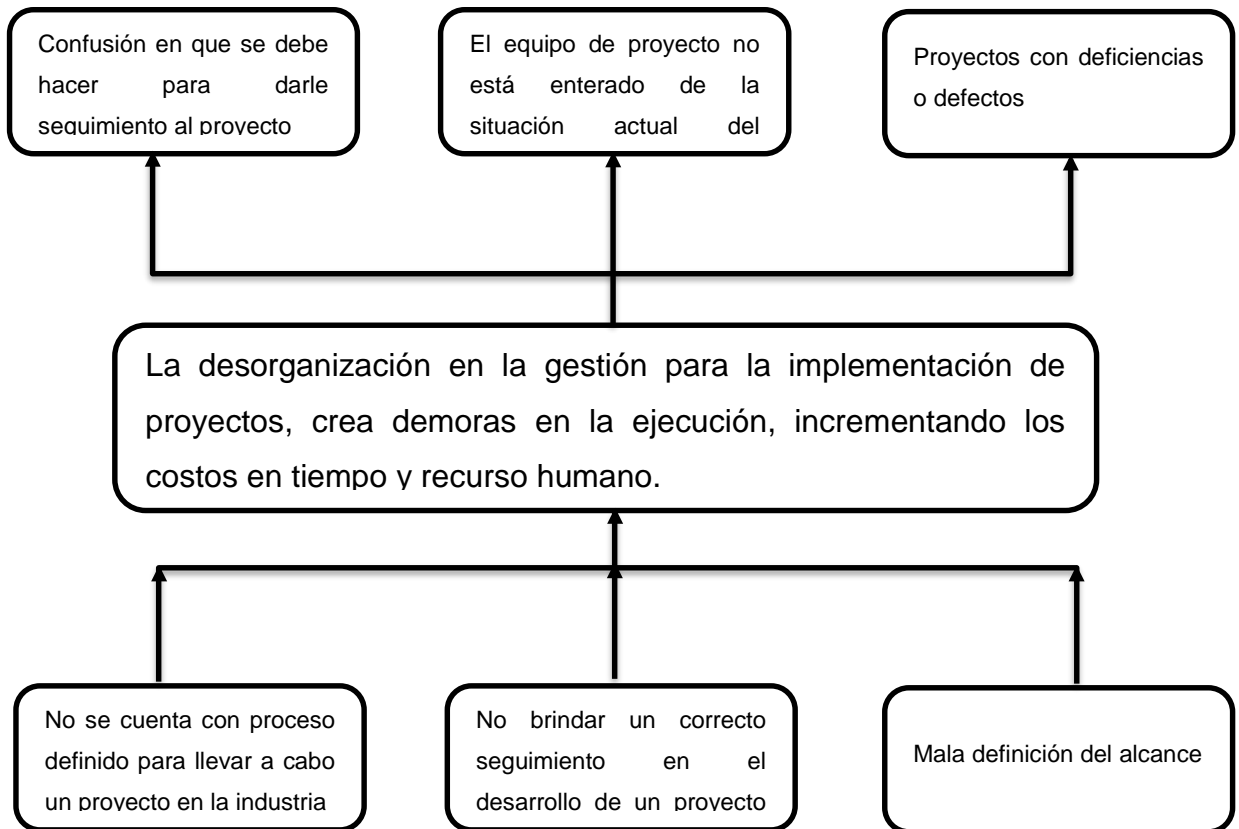 Confusión en que se debe
hacer para darle
seguimiento al proyecto
El equipo de proyecto no
está enterado de la
situación actual del
Proyectos con deficiencias
o defectos
La desorganización en la gestión para la implementación de
proyectos, crea demoras en la ejecución, incrementando los
costos en tiempo y recurso humano.
No se cuenta con proceso
definido para llevar a cabo
un proyecto en la industria
No brindar un correcto
seguimiento en el
desarrollo de un proyecto
Mala definición del alcance